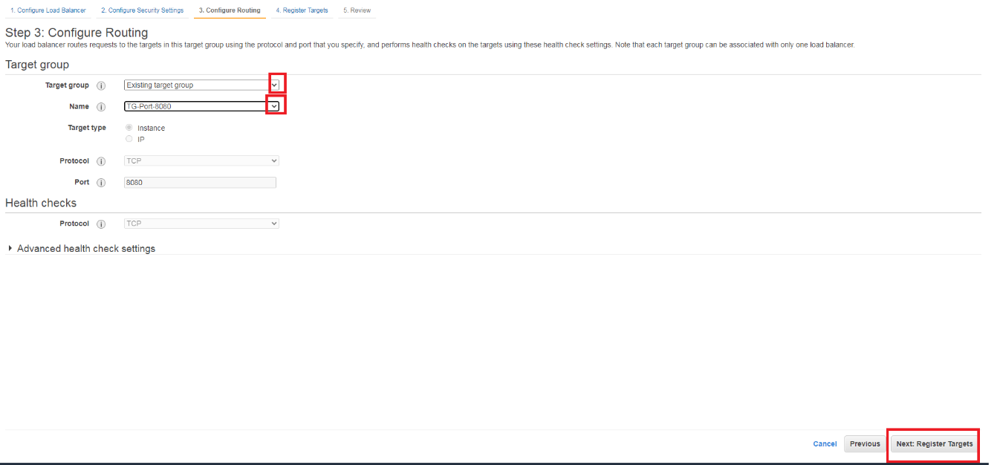 1. Configure Load Balancer 2. Configure Security Settings 3. Configure Routing 4. Register Targets 5. Review
Step 3: Configure Routing
Your load balancer routes requests to the targets in this target group using the protocol and port that you specify, and performs health checks on the targets using these health check settings. Note that each target group can be associated with only one load balancer.
Target group
Target group i Existing target group
Name i TG-Port-8080
Target type Instance
IP
Protocol i TCP
Port i 8080
Health checks
Protocol i TCP
Advanced health check settings
Cancel Previous Next: Register Targets